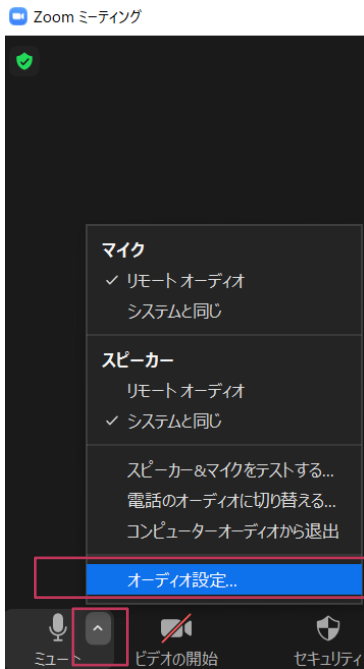 Zoom ミーティング
マイク
リモート オーディオ
システムと同じ
スピーカー
リモート オーディオ
システムと同じ
スピーカー&マイクをテストする...
電話のオーディオに切り替える...
コンピューターオーディオから退出
オーディオ設定...
ミュート
ビデオの開始
セキュリティ